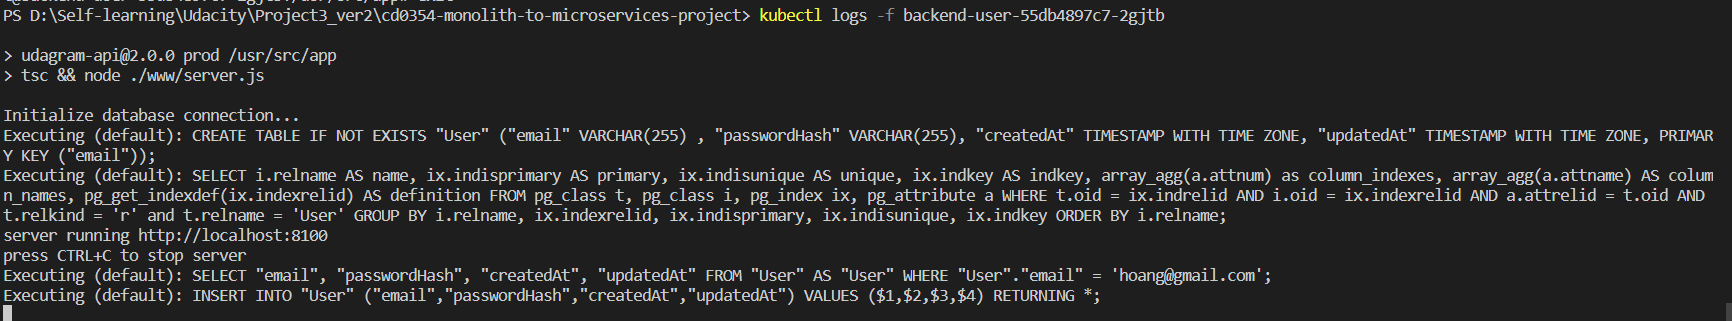 PS D:\Self-learning\Udacity\Project3_ver2\cd0354-monolith-to-microservices-project> kubectl logs -f backend-user-55db4897c7-2gjtb
> udagram-api@2.0.0 prod /usr/src/app
> tsc && node ./www/server.js
Initialize database connection...
Executing (default): CREATE TABLE IF NOT EXISTS "User" ("email" VARCHAR(255) , "passwordHash" VARCHAR(255), "createdAt" TIMESTAMP WITH TIME ZONE, "updatedAt" TIMESTAMP WITH TIME ZONE, PRIMAR
Y KEY ("email"));
Executing (default): SELECT i.relname AS name, ix.indisprimary AS primary, ix.indisunique AS unique, ix.indkey AS indkey, array_agg(a.attnum) as column_indexes, array_agg(a.attname) AS colum
n_names, pg_get_indexdef(ix.indexrelid) AS definition FROM pg_class t, pg_class i, pg_index ix, pg_attribute a WHERE t.oid = ix.indrelid AND i.oid = ix.indexrelid AND a.attrelid = t.oid AND
t.relkind = 'r' and t.relname = 'User' GROUP BY i.relname, ix.indexrelid, ix.indisprimary, ix.indisunique, ix.indkey ORDER BY i.relname;
server running http://localhost:8100
press CTRL+C to stop server
Executing (default): SELECT "email", "passwordHash", "createdAt", "updatedAt" FROM "User" AS "User" WHERE "User"."email" = 'hoang@gmail.com';
Executing (default): INSERT INTO "User" ("email","passwordHash","createdAt","updatedAt") VALUES ($1,$2,$3,$4) RETURNING *;